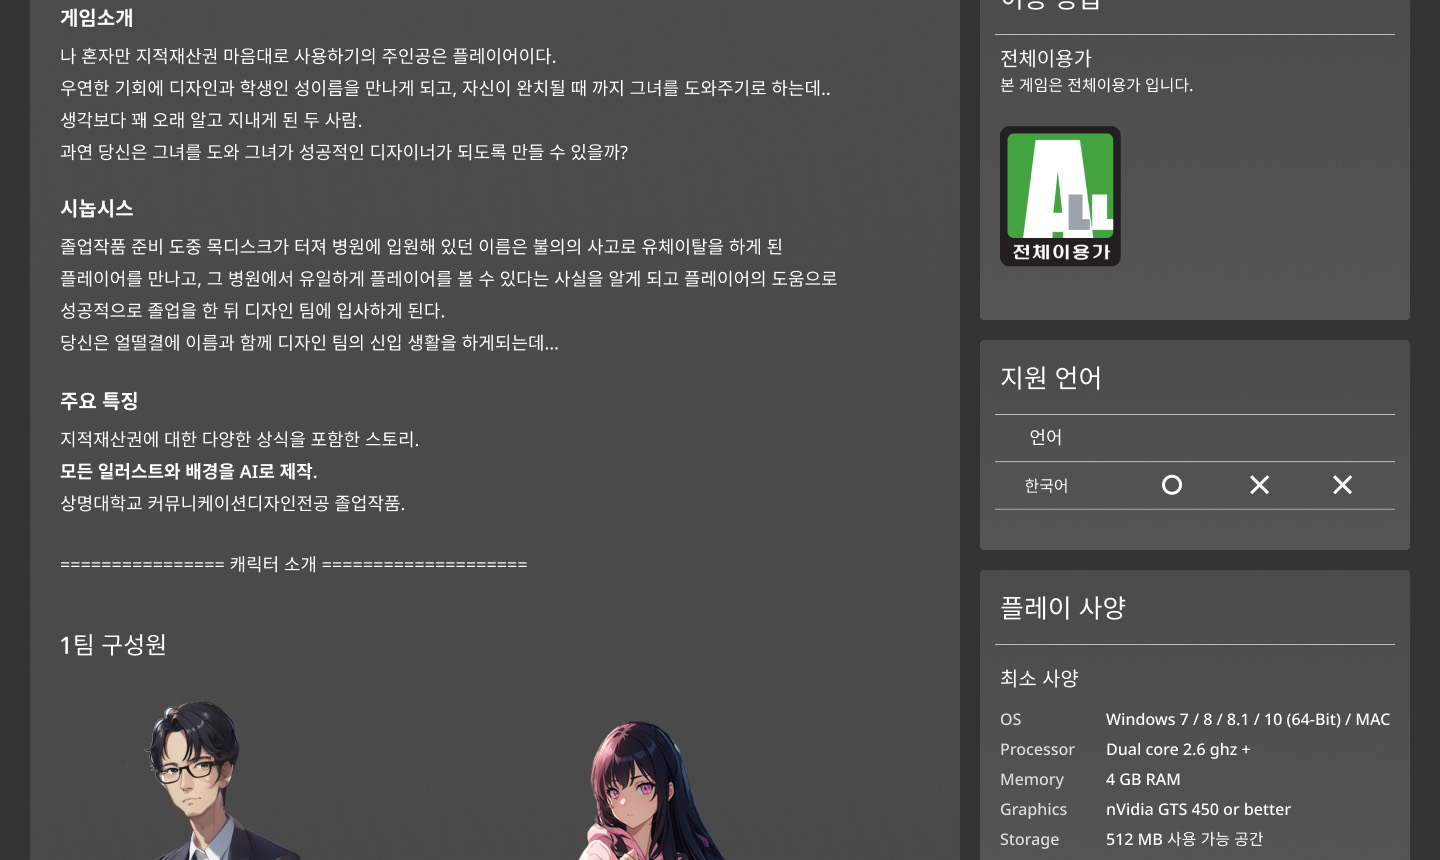 게임소개
나 혼자만 지적재산권 마음대로 사용하기의 주인공은 플레이어이다.
우연한 기회에 디자인과 학생인 성이름을 만나게 되고, 자신이 완치될 때 까지 그녀를 도와주기로 하는데..
생각보다 꽤 오래 알고 지내게 된 두 사람.
과연 당신은 그녀를 도와 그녀가 성공적인 디자이너가 되도록 만들 수 있을까?
시놉시스
졸업작품 준비 도중 목디스크가 터져 병원에 입원해 있던 이름은 불의의 사고로 유체이탈을 하게 된
플레이어를 만나고, 그 병원에서 유일하게 플레이어를 볼 수 있다는 사실을 알게 되고 플레이어의 도움으로
성공적으로 졸업을 한 뒤 디자인 팀에 입사하게 된다.
당신은 얼떨결에 이름과 함께 디자인 팀의 신입 생활을 하게되는데...
주요 특징
지적재산권에 대한 다양한 상식을 포함한 스토리.
모든 일러스트와 배경을 AI로 제작.
상명대학교 커뮤니케이션디자인전공 졸업작품.
================ 캐릭터 소개 ====================
1팀 구성원
전체이용가
본 게임은 전체이용가 입니다.
ALL
전체이용가
지원 언어
언어
한국어
플레이 사양
최소 사양
OS Windows 7 / 8 / 8.1 / 10 (64-Bit) / MAC
Processor Dual core 2.6 ghz +
Memory 4 GB RAM
Graphics nVidia GTS 450 or better
Storage 512 MB 사용 가능 공간